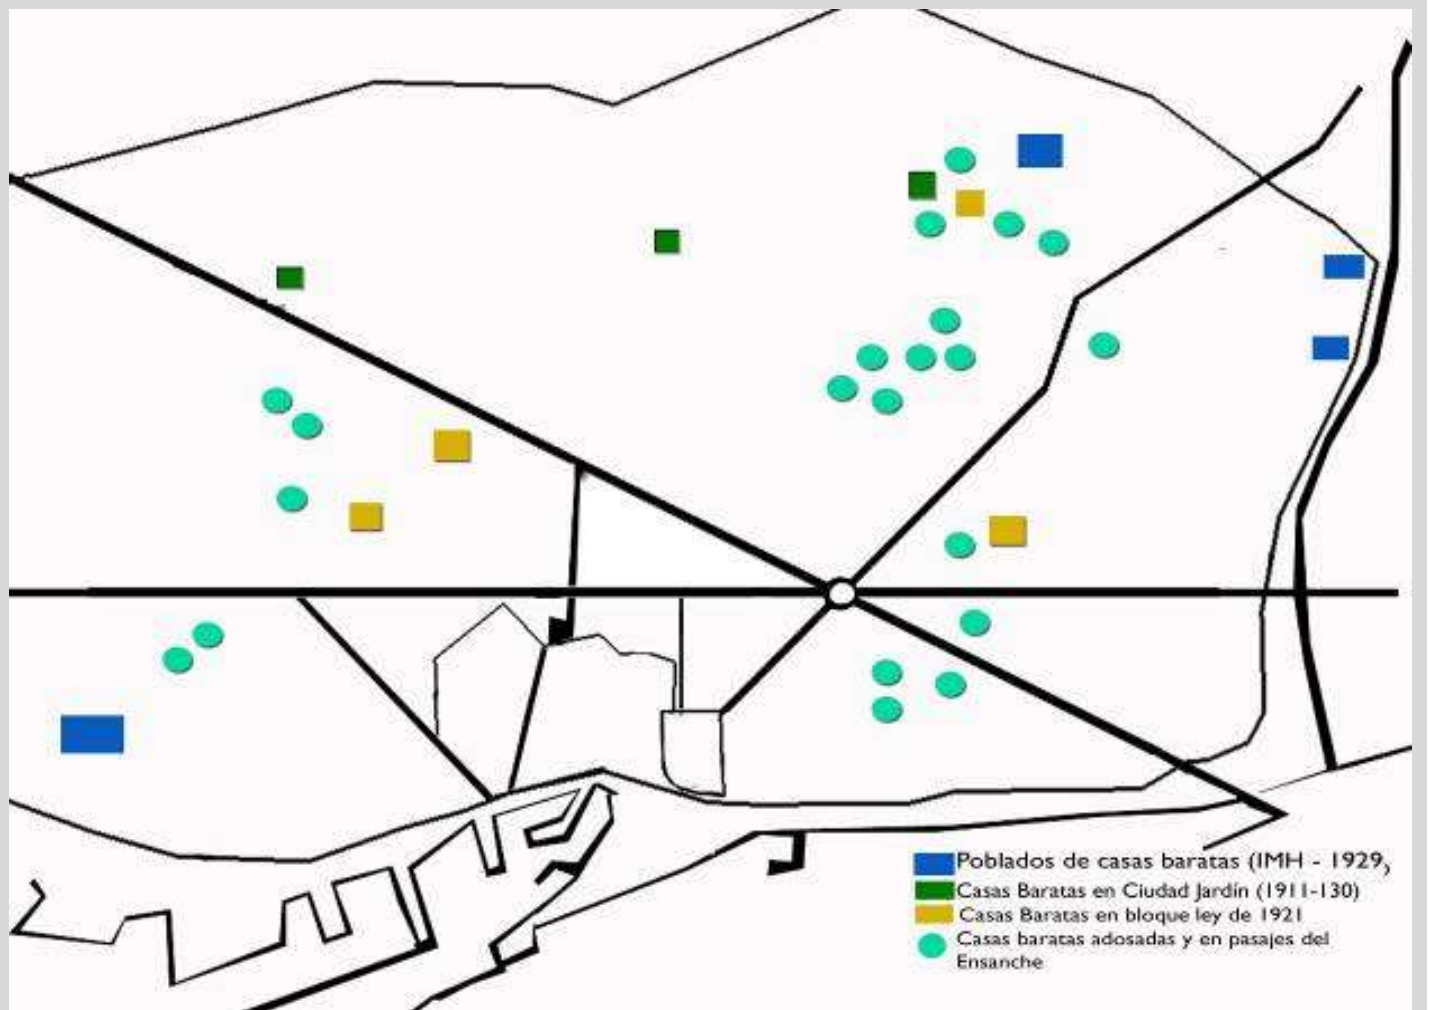 Poblados de casas baratas (IMH - 1929,
Casas Baratas en Ciudad Jardín (1911-130)
Casas Baratas en bloque ley de 1921
Casas baratas adosadas y en pasajes del
Ensanche